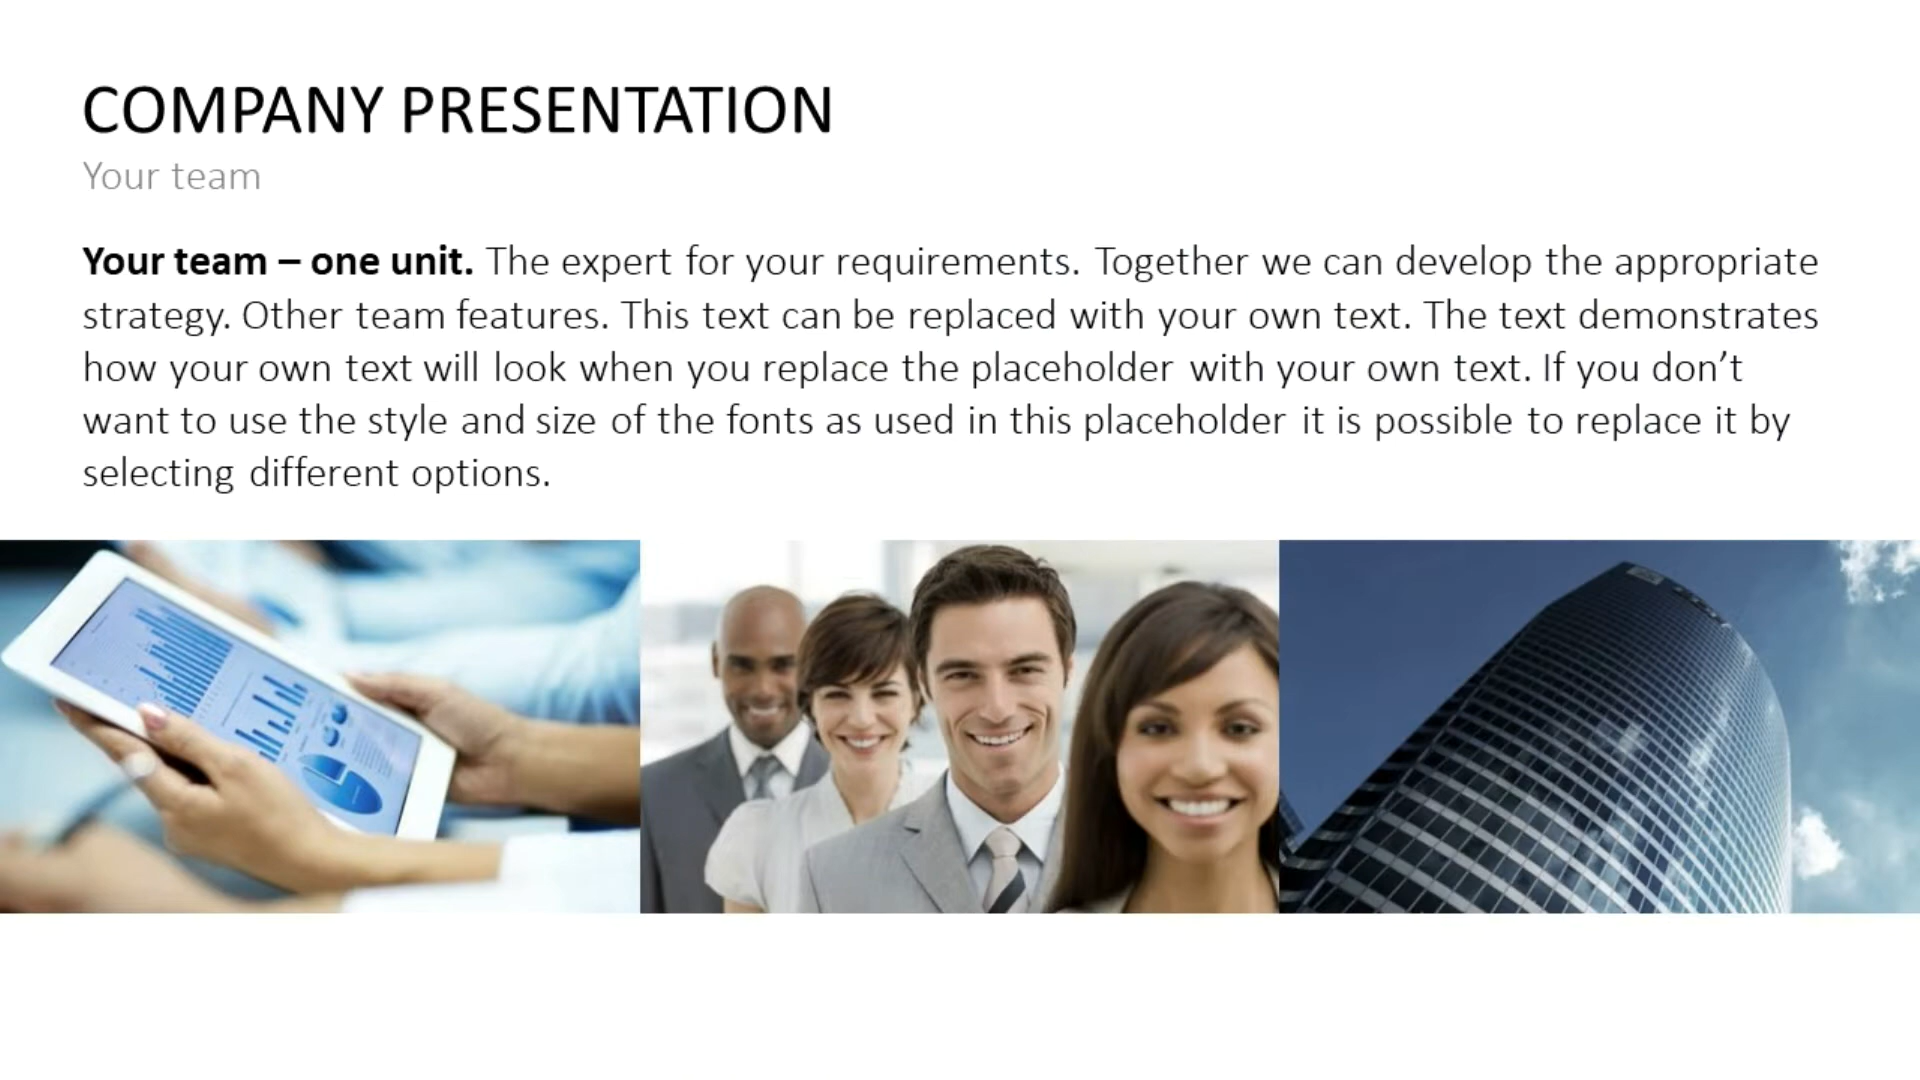 COMPANY PRESENTATION
Your team
Your team – one unit. The expert for your requirements. Together we can develop the appropriate
strategy. Other team features. This text can be replaced with your own text. The text demonstrates
how your own text will look when you replace the placeholder with your own text. If you don’t
want to use the style and size of the fonts as used in this placeholder it is possible to replace it by
selecting different options.